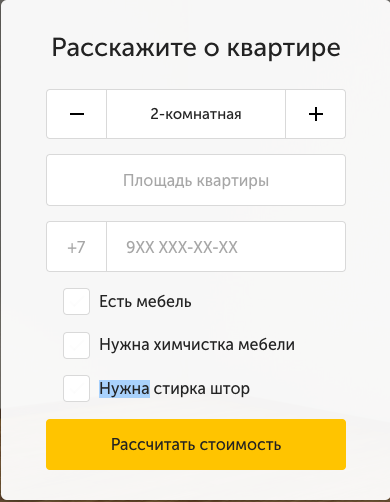 Расскажите о квартире
− 2-комнатная +
Площадь квартиры
+7 9XX XXX-XX-XX
Есть мебель
Нужна химчистка мебели
Нужна стирка штор
Рассчитать стоимость